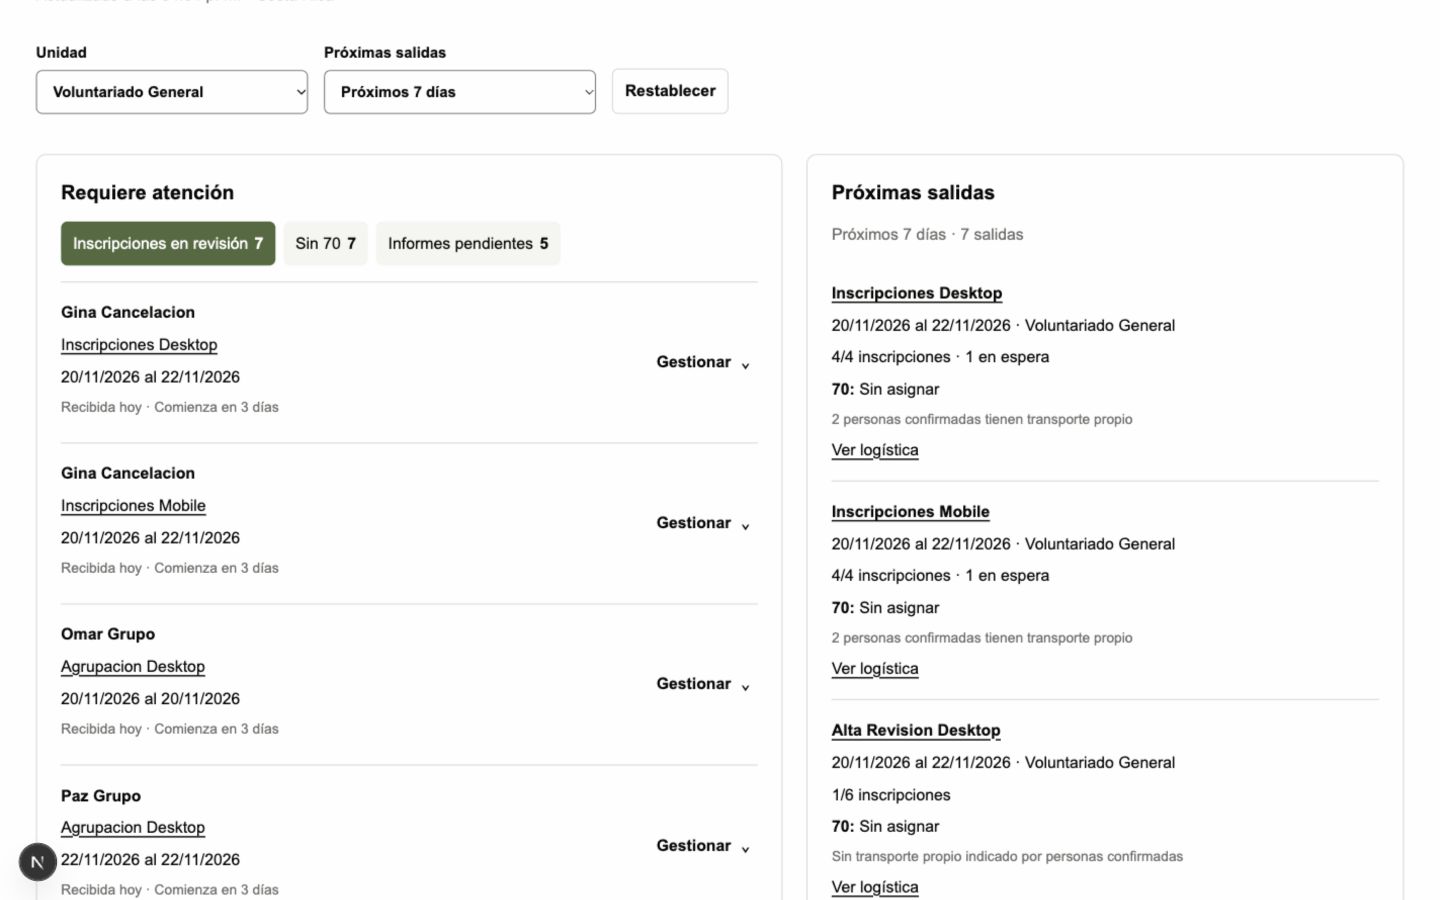 Unidad
Próximas salidas
Voluntariado General
Próximos 7 días
Restablecer
Requiere atención
Inscripciones en revisión 7
Sin 70 7
Informes pendientes 5
Gina Cancelacion
Inscripciones Desktop
20/11/2026 al 22/11/2026
Recibida hoy · Comienza en 3 días
Gestionar
Gina Cancelacion
Inscripciones Mobile
20/11/2026 al 22/11/2026
Recibida hoy · Comienza en 3 días
Gestionar
Omar Grupo
Agrupacion Desktop
20/11/2026 al 20/11/2026
Recibida hoy · Comienza en 3 días
Gestionar
Paz Grupo
Agrupacion Desktop
22/11/2026 al 22/11/2026
Recibida hoy · Comienza en 3 días
Gestionar
N
Próximas salidas
Próximos 7 días · 7 salidas
Inscripciones Desktop
20/11/2026 al 22/11/2026 · Voluntariado General
4/4 inscripciones · 1 en espera
70: Sin asignar
2 personas confirmadas tienen transporte propio
Ver logística
Inscripciones Mobile
20/11/2026 al 22/11/2026 · Voluntariado General
4/4 inscripciones · 1 en espera
70: Sin asignar
2 personas confirmadas tienen transporte propio
Ver logística
Alta Revision Desktop
20/11/2026 al 22/11/2026 · Voluntariado General
1/6 inscripciones
70: Sin asignar
Sin transporte propio indicado por personas confirmadas
Ver logística